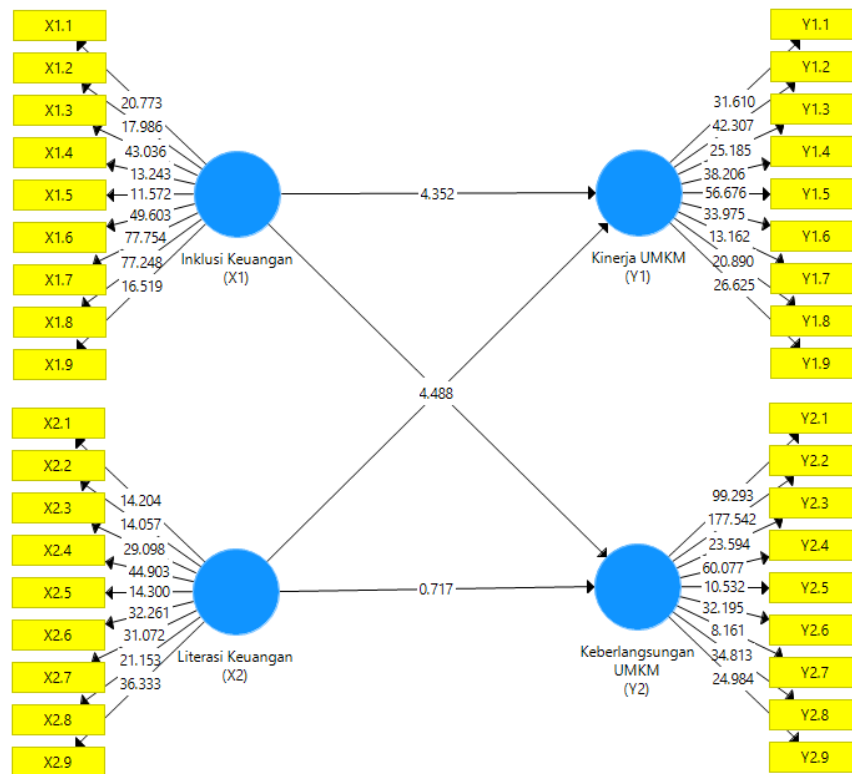 X1.1
X1.2
X1.3
X1.4
X1.5
X1.6
X1.7
X1.8
X1.9
20.773
17.986
43.036
13.243
11.572
49.603
77.754
77.248
16.519
Inklusi Keuangan
(X1)
4.352
Kinerja UMKM
(Y1)
31.610
42.307
25.185
38.206
56.676
33.975
13.162
20.890
26.625
Y1.1
Y1.2
Y1.3
Y1.4
Y1.5
Y1.6
Y1.7
Y1.8
Y1.9
4.488
X2.1
X2.2
X2.3
X2.4
X2.5
X2.6
X2.7
X2.8
X2.9
14.204
14.057
29.098
44.903
14.300
32.261
31.072
21.153
36.333
Literasi Keuangan
(X2)
0.717
Keberlangsungan
UMKM
(Y2)
99.293
177.542
23.594
60.077
10.532
32.195
8.161
34.813
24.984
Y2.1
Y2.2
Y2.3
Y2.4
Y2.5
Y2.6
Y2.7
Y2.8
Y2.9